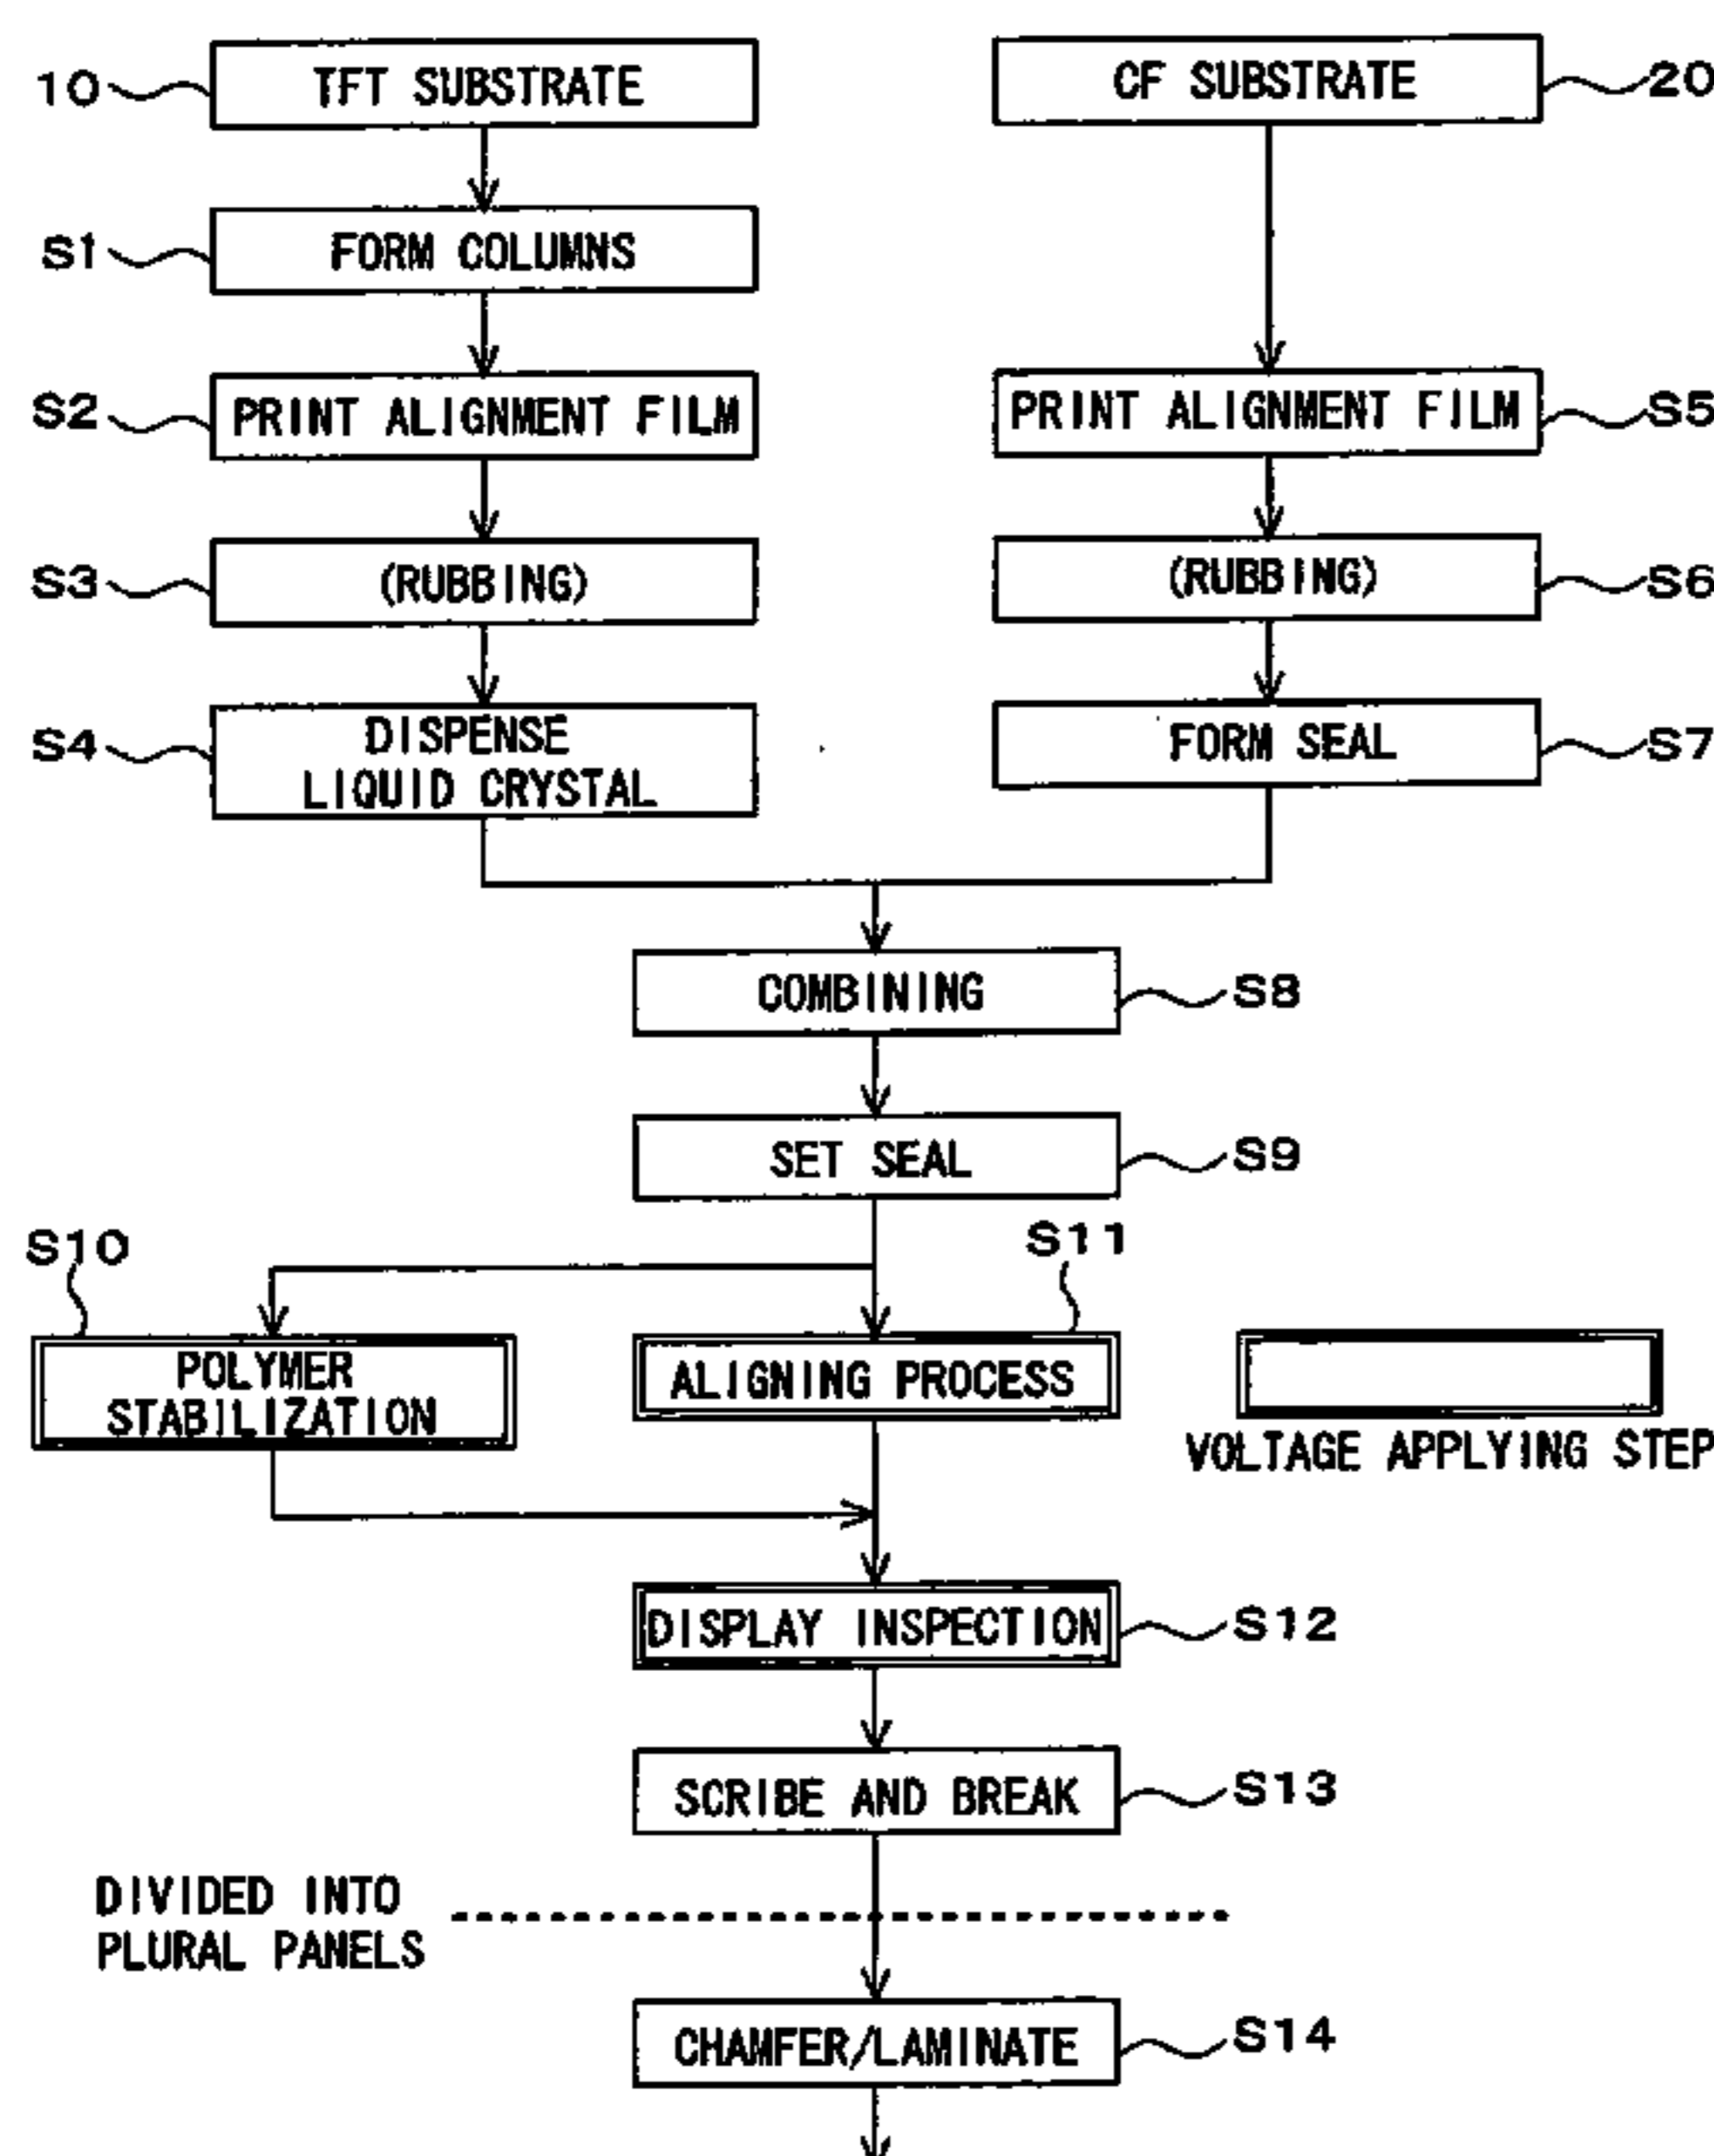 10
TFT SUBSTRATE
CF SUBSTRATE
20
S1
FORM COLUMNS
S2
PRINT ALIGNMENT FILM
PRINT ALIGNMENT FILM
S5
S3
(RUBBING)
(RUBBING)
S6
S4
DISPENSE
LIQUID CRYSTAL
FORM SEAL
S7
COMBINING
S8
SET SEAL
S9
S10
S11
POLYMER
STABILIZATION
ALIGNING PROCESS
VOLTAGE APPLYING STEP
DISPLAY INSPECTION
S12
SCRIBE AND BREAK
S13
DIVIDED INTO
PLURAL PANELS
CHAMFER/LAMINATE
S14